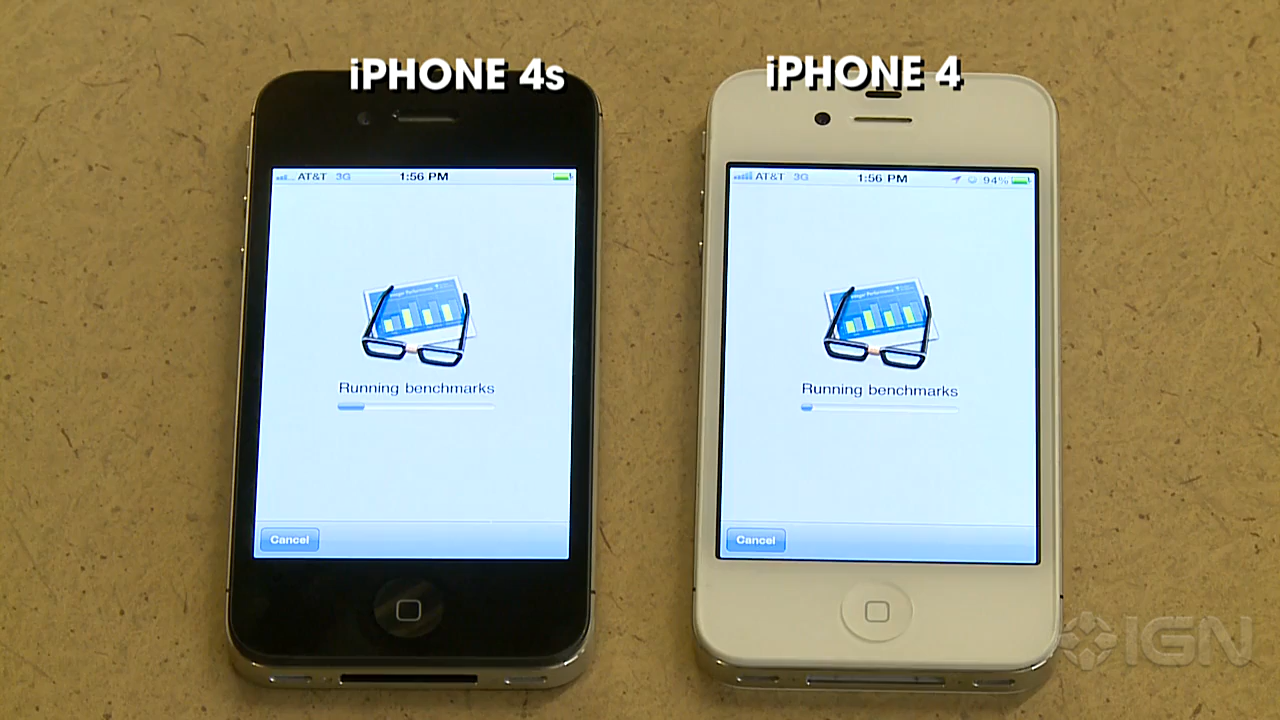 iPHONE 4s
iPHONE 4
AT&T 3G 1:56 PM
AT&T 3G 1:56 PM 94%
Running benchmarks
Running benchmarks
Cancel
Cancel
IGN